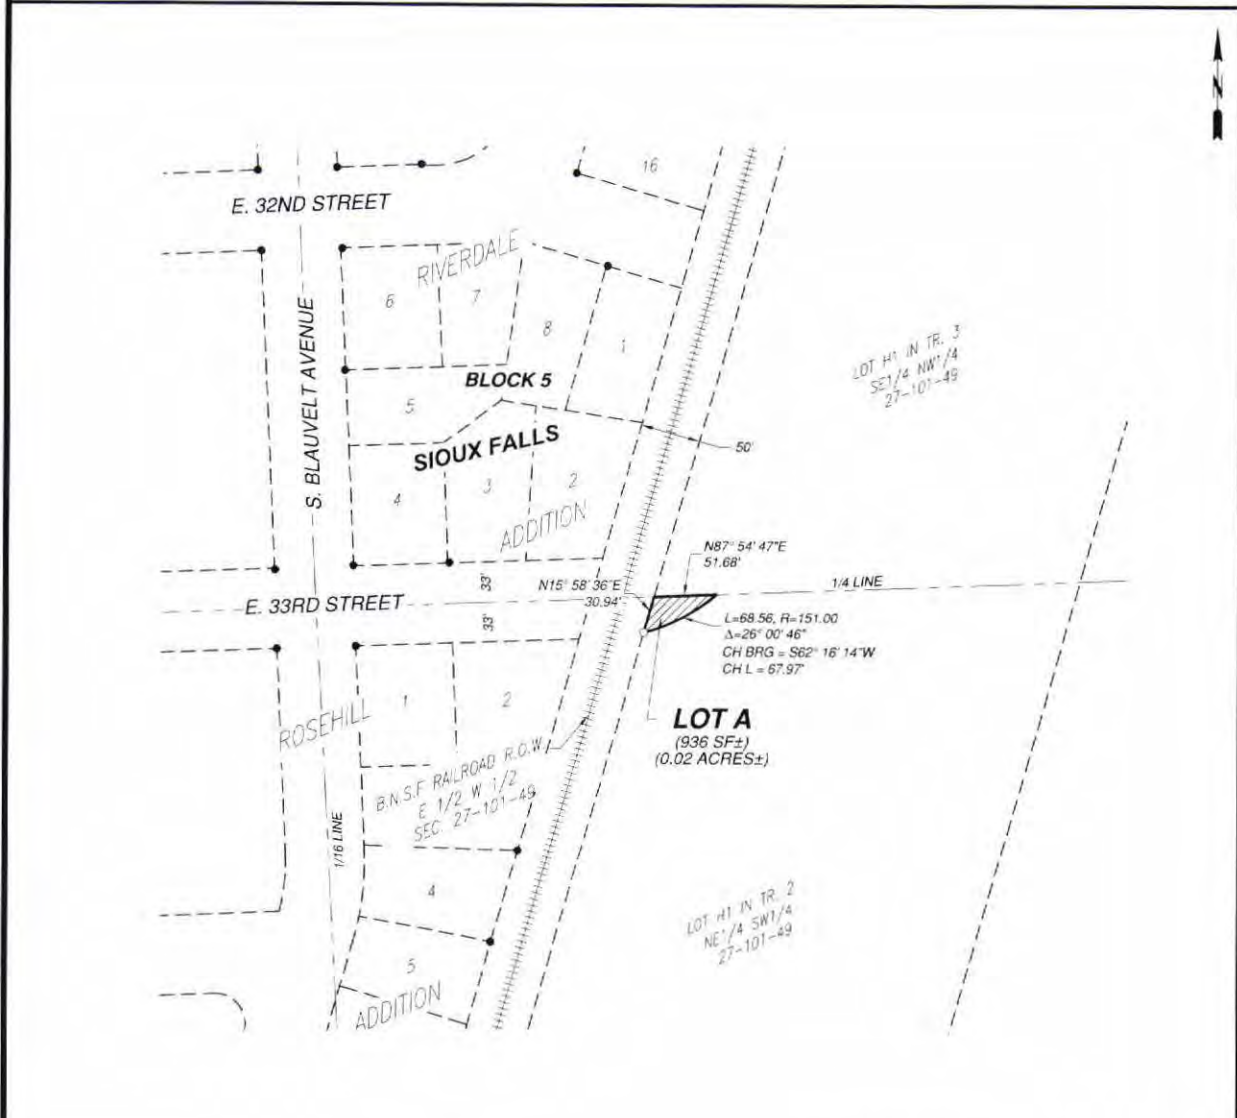 N
16
E. 32ND STREET
RIVERDALE
6
7
8
1
S. BLAUVELT AVENUE
LOT H1 IN TR. 3
SE1/4 NW1/4
27-101-49
BLOCK 5
5
SIOUX FALLS
50'
4
3
2
ADDITION
N87° 54' 47"E
51.68'
N15° 58' 36"E
30.94'
1/4 LINE
33'
E. 33RD STREET
33'
L=68.56, R=151.00
Δ=26° 00' 46"
CH BRG = S62° 16' 14"W
CH L = 67.97'
1
2
ROSEHILL
LOT A
(936 SF±)
(0.02 ACRES±)
B.N.S.F RAILROAD R.O.W.
E 1/2 W 1/2
SEC. 27-101-49
1/16 LINE
4
LOT H1 IN TR. 2
NE1/4 SW1/4
27-101-49
5
ADDITION